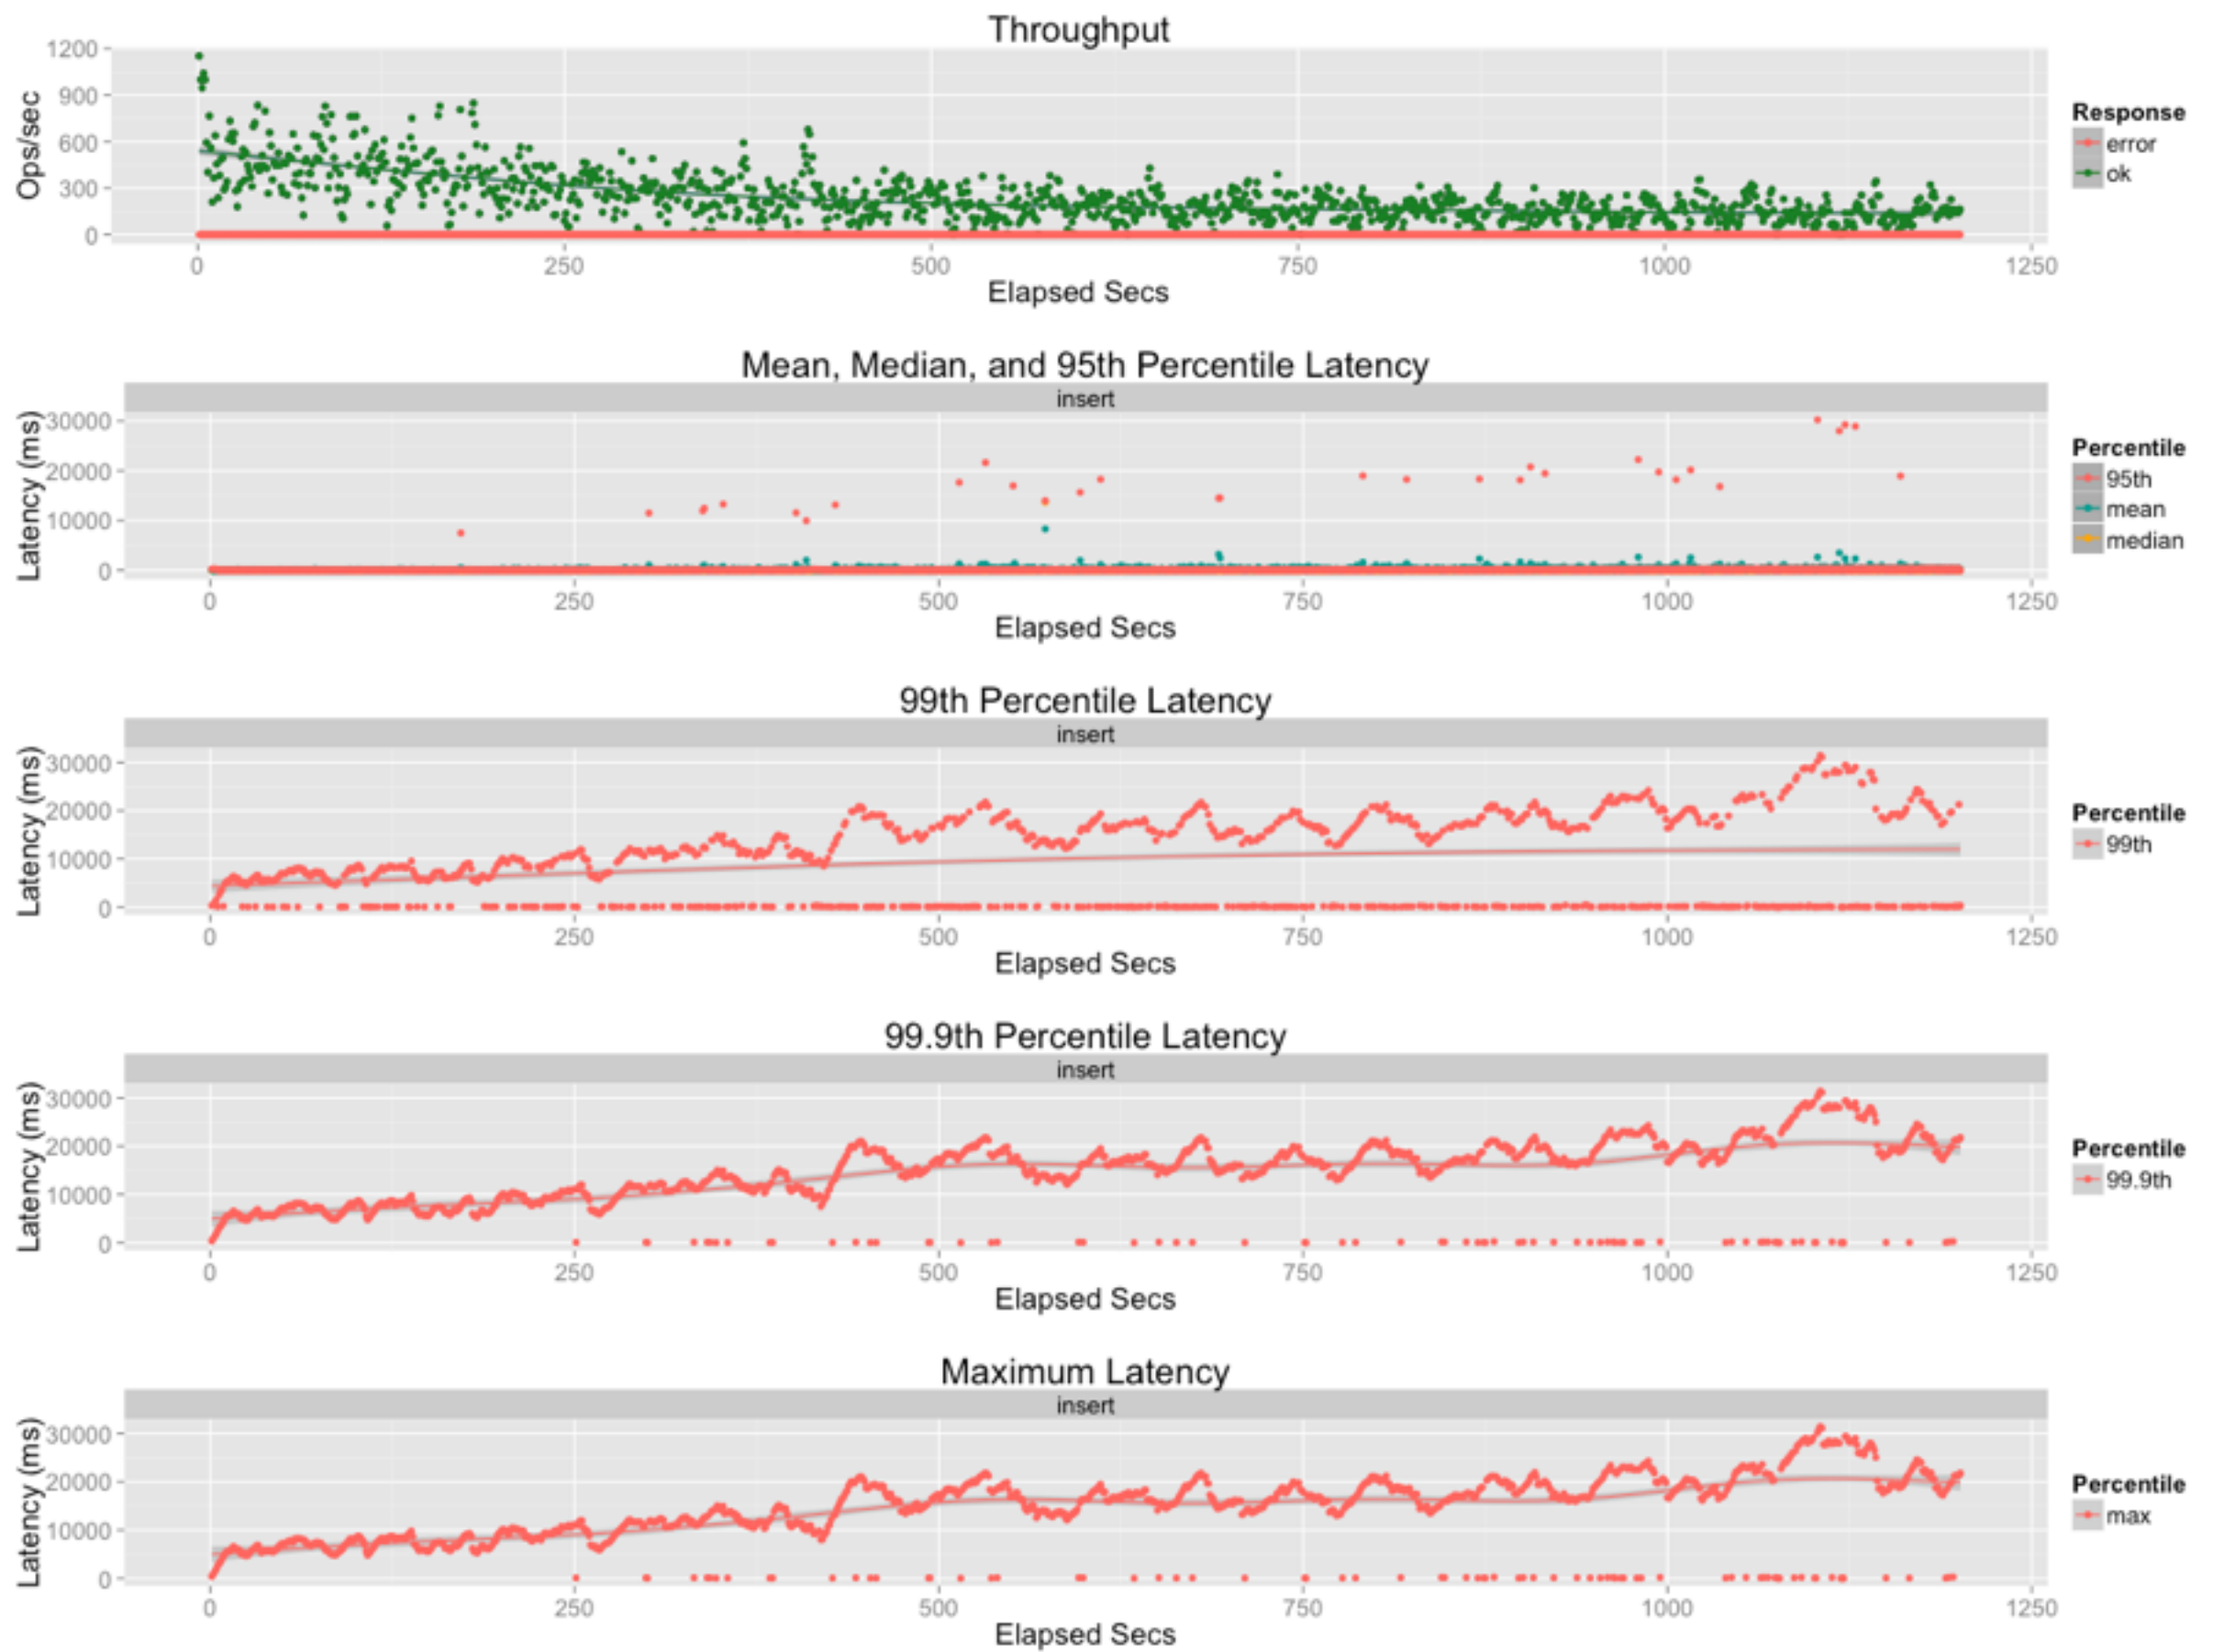 Throughput
1200
900
600
300
0
Ops/sec
0 250 500 750 1000 1250
Elapsed Secs
Response
error
ok
Mean, Median, and 95th Percentile Latency
insert
30000
20000
10000
0
Latency (ms)
0 250 500 750 1000 1250
Elapsed Secs
Percentile
95th
mean
median
99th Percentile Latency
insert
30000
20000
10000
0
Latency (ms)
0 250 500 750 1000 1250
Elapsed Secs
Percentile
99th
99.9th Percentile Latency
insert
30000
20000
10000
0
Latency (ms)
0 250 500 750 1000 1250
Elapsed Secs
Percentile
99.9th
Maximum Latency
insert
30000
20000
10000
0
Latency (ms)
0 250 500 750 1000 1250
Elapsed Secs
Percentile
max